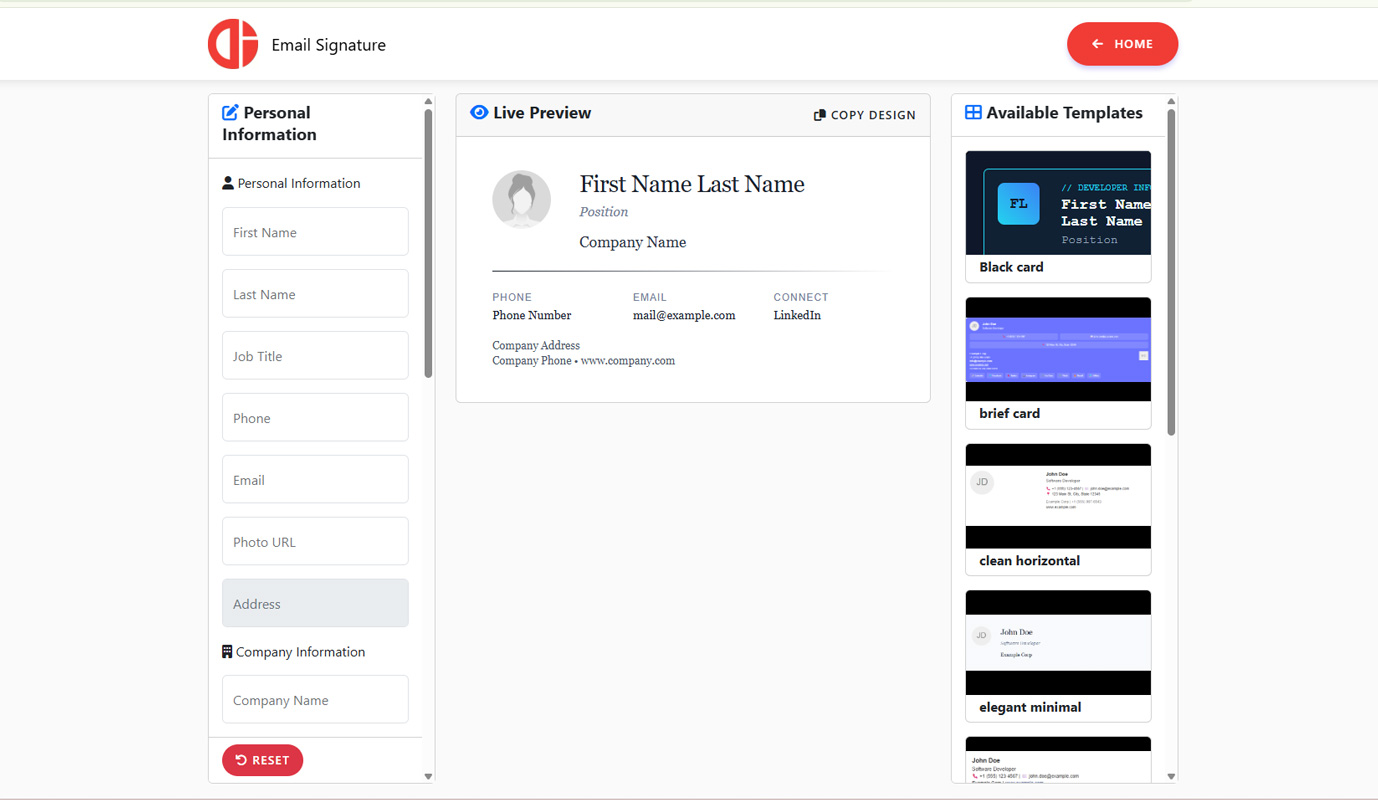 Email Signature
HOME
Personal
Information
Personal Information
First Name
Last Name
Job Title
Phone
Email
Photo URL
Address
Company Information
Company Name
RESET
Live Preview
COPY DESIGN
First Name Last Name
Position
Company Name
PHONE
EMAIL
CONNECT
Phone Number
mail@example.com
LinkedIn
Company Address
Company Phone • www.company.com
Available Templates
// DEVELOPER INF
FL
First Name
Last Name
Position
Black card
brief card
JD
John Doe
Software Developer
clean horizontal
JD
John Doe
Software Developer
Example Corp
elegant minimal
John Doe
Software Developer
+1 (555) 123-4567 | john.doe@example.com